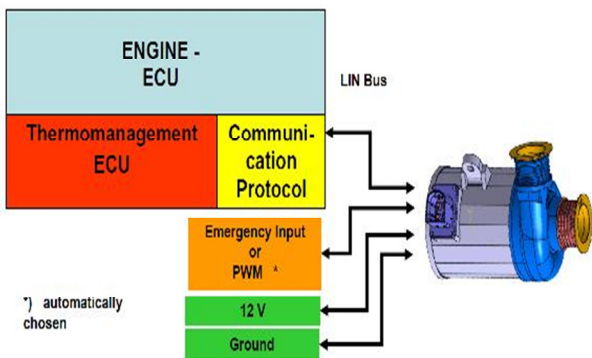 ENGINE -
ECU
LIN Bus
Thermomanagement
ECU
Communi-
cation
Protocol
Emergency Input
or
PWM *
*) automatically
chosen
12 V
Ground